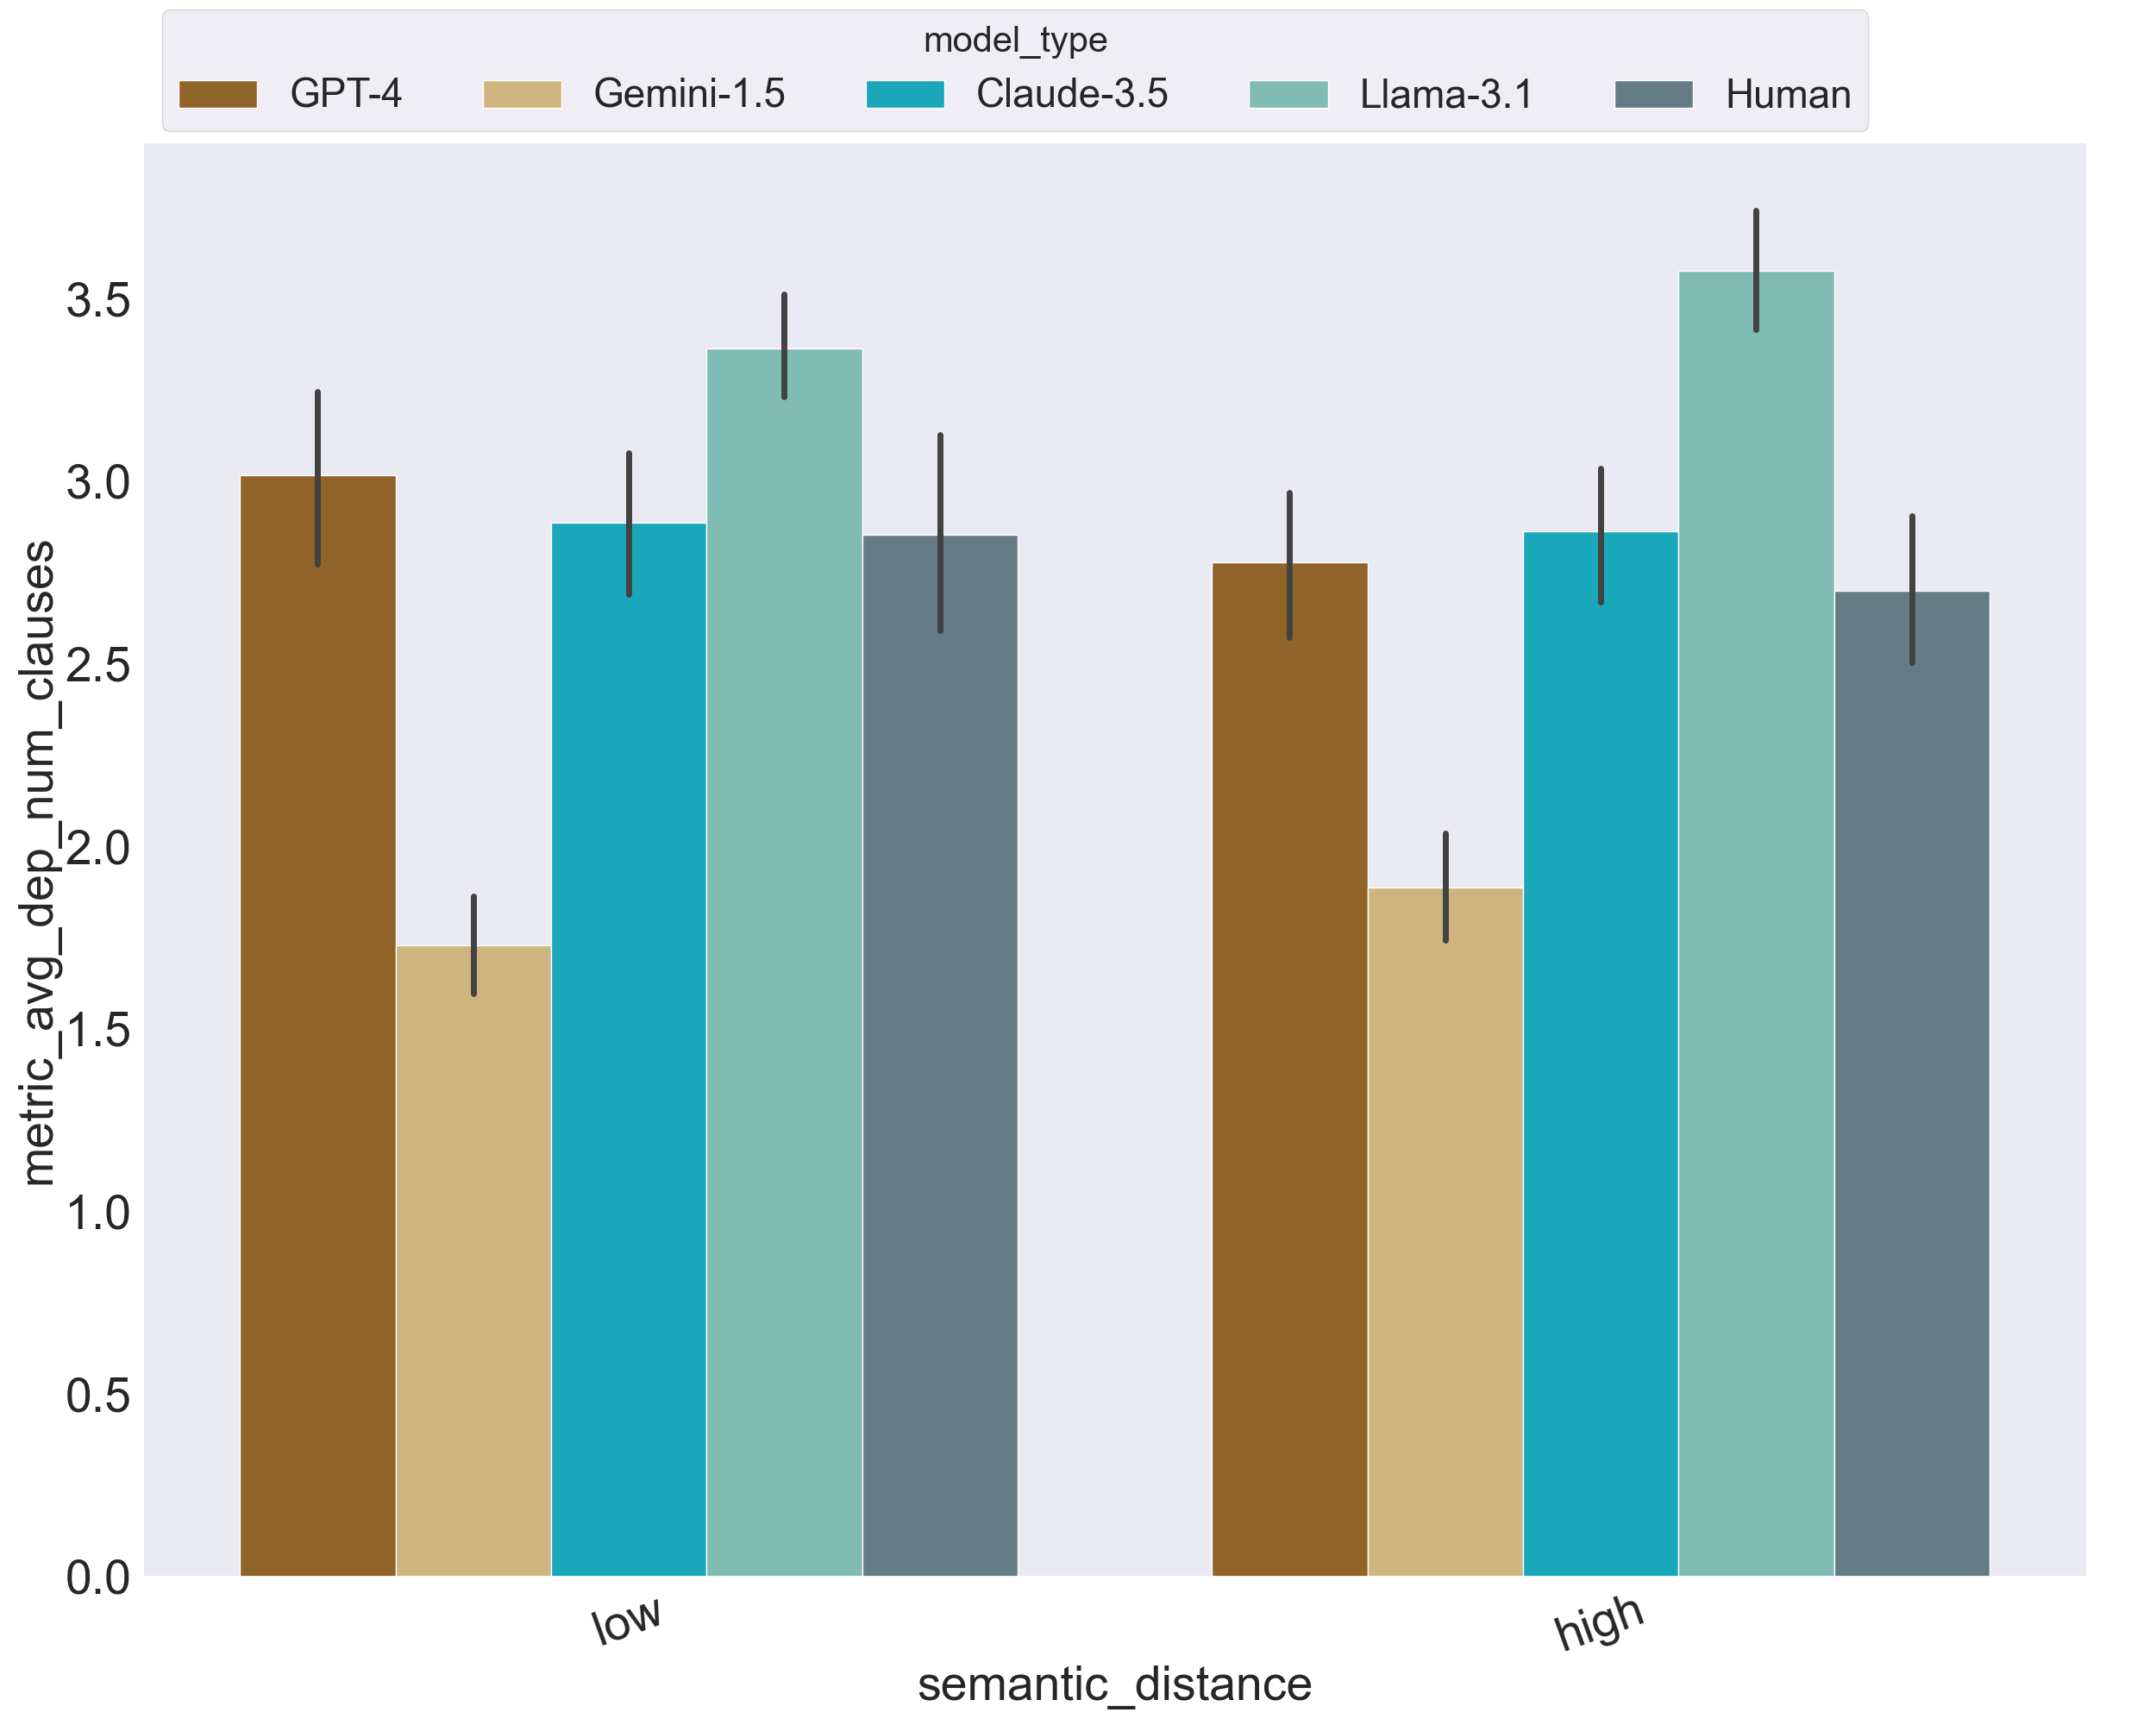 model_type
GPT-4 Gemini-1.5 Claude-3.5 Llama-3.1 Human
metric_avg_dep_num_clausses
3.5
3.0
2.5
2.0
1.5
1.0
0.5
0.0
low high
semantic_distance